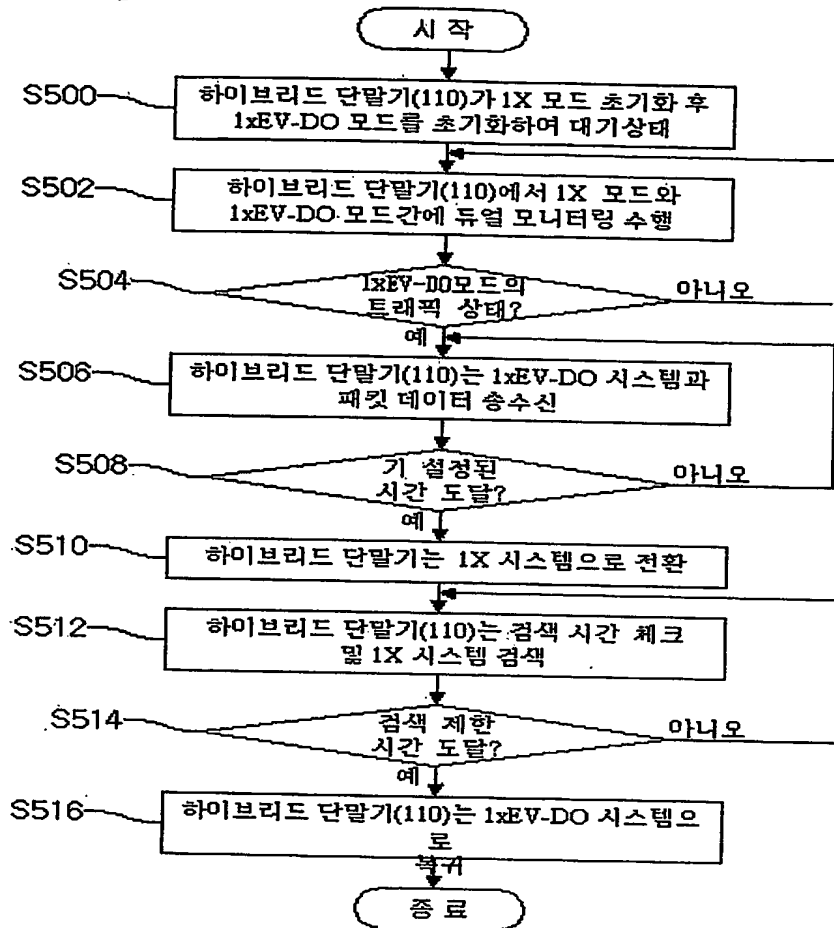 시 작
S500
하이브리드 단말기(110)가 1X 모드 초기화 후
1xEV-DO 모드를 초기화하며 대기상태
S502
하이브리드 단말기(110)에서 1X 모드와
1xEV-DO 모드간에 듀얼 모니터링 수행
S504
1xEV-DO모드의
트래픽 상태?
아니오
예
S506
하이브리드 단말기(110)는 1xEV-DO 시스템과
패킷 데이터 송수신
S508
기 설정된
시간 도달?
아니오
예
S510
하이브리드 단말기는 1X 시스템으로 전환
S512
하이브리드 단말기(110)는 검색 시간 체크
및 1X 시스템 검색
S514
검색 제한
시간 도달?
아니오
예
S516
하이브리드 단말기(110)는 1xEV-DO 시스템으
로
복귀
종 료